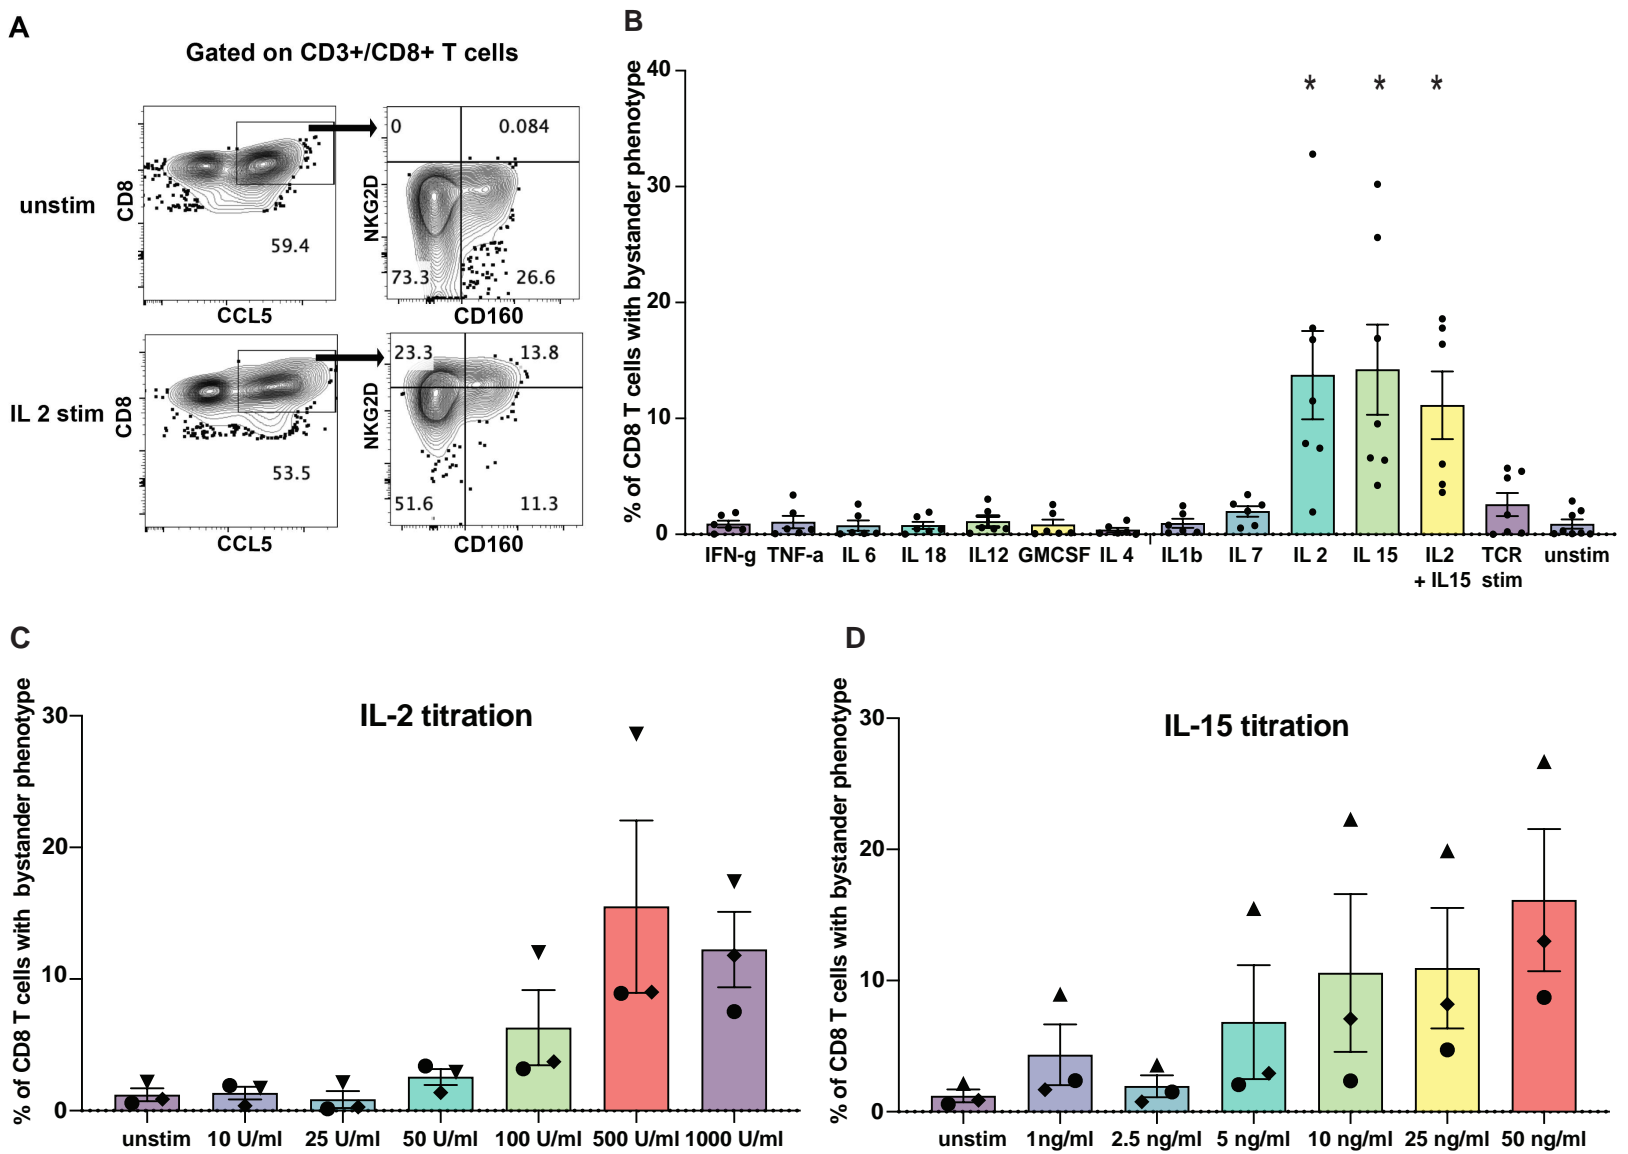 A
Gated on CD3+/CD8+ T cells
unstim
CD8
59.4
CCL5
NKG2D
0
0.084
73.3
26.6
CD160
IL 2 stim
CD8
53.5
CCL5
NKG2D
23.3
13.8
51.6
11.3
CD160
B
% of CD8 T cells with bystander phenotype
40
30
20
10
0
IFN-g TNF-a IL 6 IL 18 IL12 GMCSF IL 4 IL1b IL 7 IL 2 IL 15 IL2 TCR unstim
+ IL15 stim
* * *
C
IL-2 titration
% of CD8 T cells with bystander phenotype
30
20
10
0
unstim 10 U/ml 25 U/ml 50 U/ml 100 U/ml 500 U/ml 1000 U/ml
D
IL-15 titration
% of CD8 T cells with bystander phenotype
30
20
10
0
unstim 1ng/ml 2.5 ng/ml 5 ng/ml 10 ng/ml 25 ng/ml 50 ng/ml